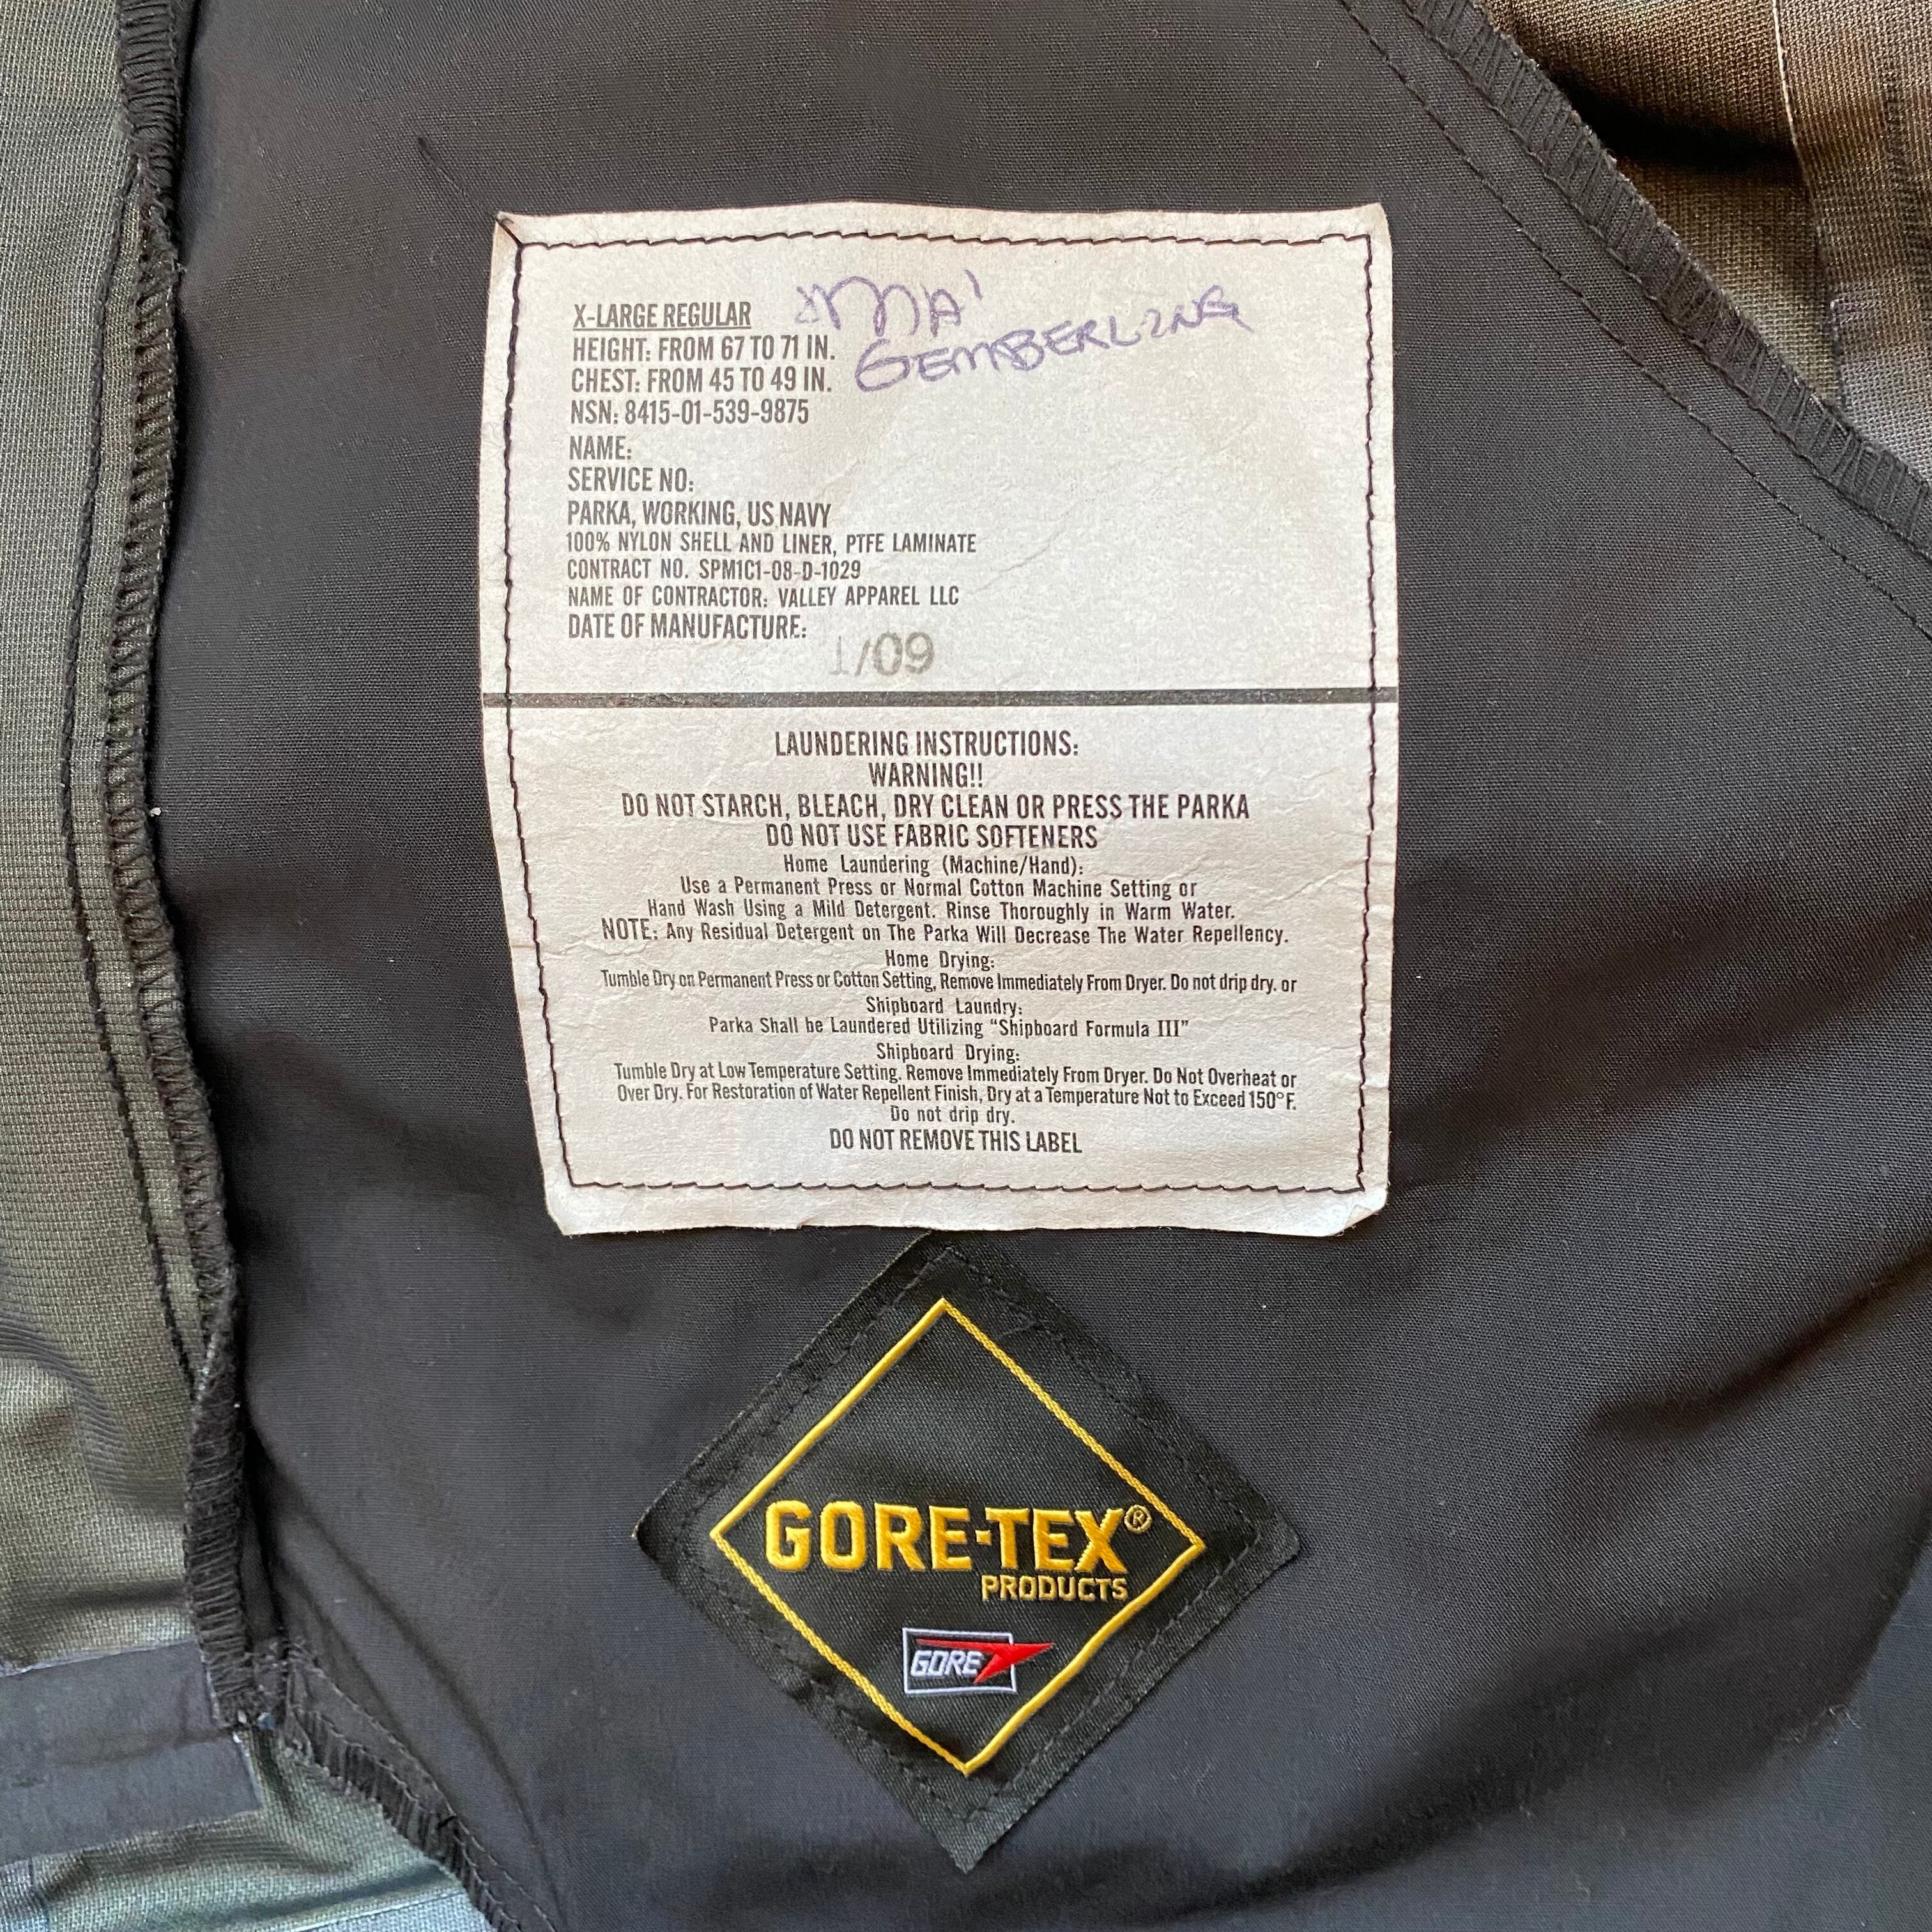 MA'
GEMBERLING
X-LARGE REGULAR
HEIGHT: FROM 67 TO 71 IN.
CHEST: FROM 45 TO 49 IN.
NSN: 8415-01-539-9875
NAME:
SERVICE NO:
PARKA, WORKING, US NAVY
100% NYLON SHELL AND LINER, PTFE LAMINATE
CONTRACT NO. SPM1C1-08-D-1029
NAME OF CONTRACTOR: VALLEY APPAREL LLC
DATE OF MANUFACTURE:
1/09
LAUNDERING INSTRUCTIONS:
WARNING!!
DO NOT STARCH, BLEACH, DRY CLEAN OR PRESS THE PARKA
DO NOT USE FABRIC SOFTENERS
Home Laundering (Machine/Hand):
Use a Permanent Press or Normal Cotton Machine Setting or
Hand Wash Using a Mild Detergent. Rinse Thoroughly in Warm Water.
NOTE: Any Residual Detergent on The Parka Will Decrease The Water Repellency.
Home Drying:
Tumble Dry on Permanent Press or Cotton Setting, Remove Immediately From Dryer. Do not drip dry. or
Shipboard Laundry:
Parka Shall be Laundered Utilizing “Shipboard Formula III”
Shipboard Drying:
Tumble Dry at Low Temperature Setting. Remove Immediately From Dryer. Do Not Overheat or
Over Dry. For Restoration of Water Repellent Finish, Dry at a Temperature Not to Exceed 150°F.
Do not drip dry.
DO NOT REMOVE THIS LABEL
GORE-TEX®
PRODUCTS
GORE